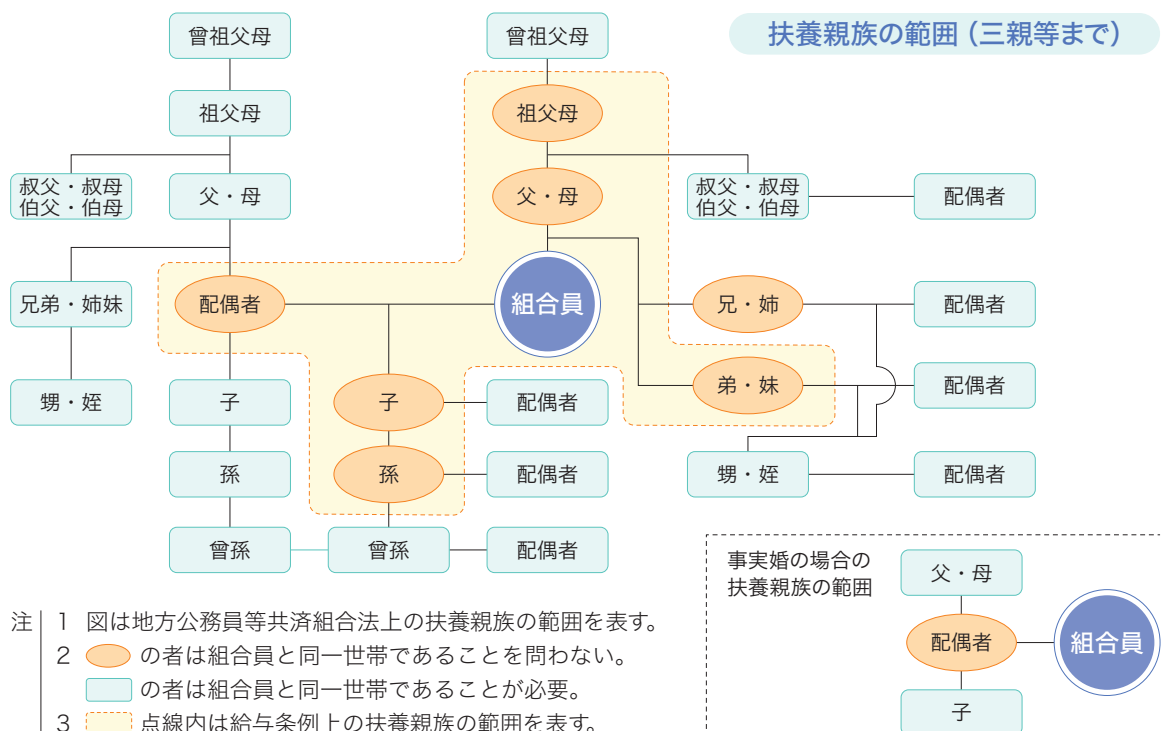 扶養親族の範囲（三親等まで）
曾祖父母
曾祖父母
祖父母
祖父母
叔父・叔母
伯父・伯母
父・母
父・母
叔父・叔母
伯父・伯母
配偶者
兄弟・姉妹
配偶者
組合員
兄・姉
配偶者
甥・姪
子
子
配偶者
弟・妹
配偶者
孫
孫
配偶者
甥・姪
配偶者
曾孫
曾孫
配偶者
事実婚の場合の
扶養親族の範囲
父・母
配偶者
組合員
子
注 1 図は地方公務員等共済組合法上の扶養親族の範囲を表す。
2 の者は組合員と同一世帯であることを問わない。
の者は組合員と同一世帯であることが必要。
3 点線内は給与条例上の扶養親族の範囲を表す。